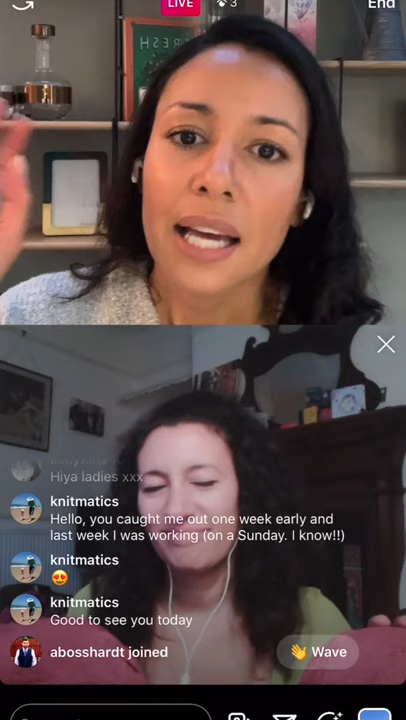 LIVE
3
End
Hiya ladies xxx
knitmatics
Hello, you caught me out one week early and
last week I was working (on a Sunday. I know!!)
knitmatics
😍
knitmatics
Good to see you today
abosshardt joined
👋 Wave